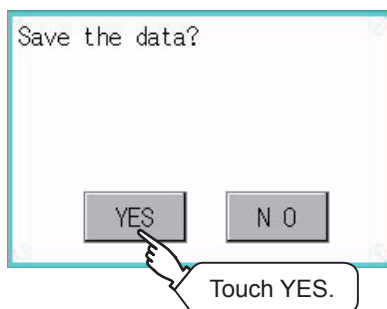 Save the data?
YES
N O
Touch YES.